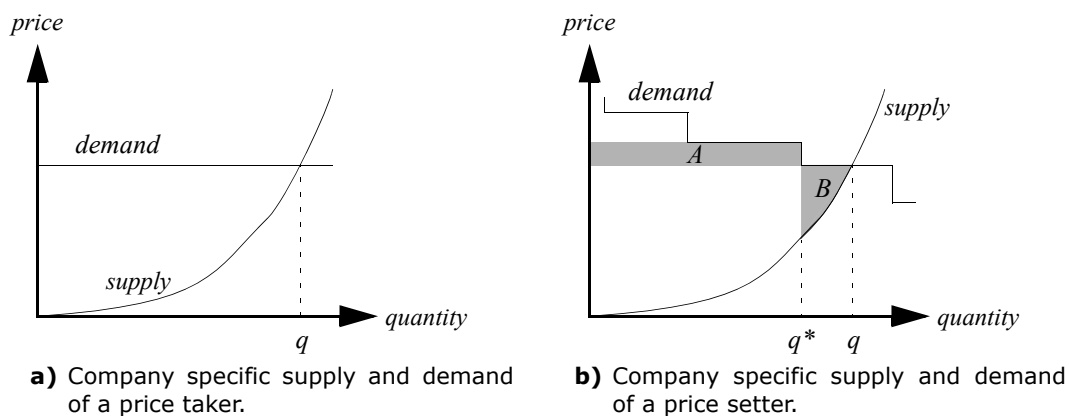 price
demand
supply
quantity
q
a) Company specific supply and demand
of a price taker.
price
demand
supply
A
B
quantity
q* q
b) Company specific supply and demand
of a price setter.